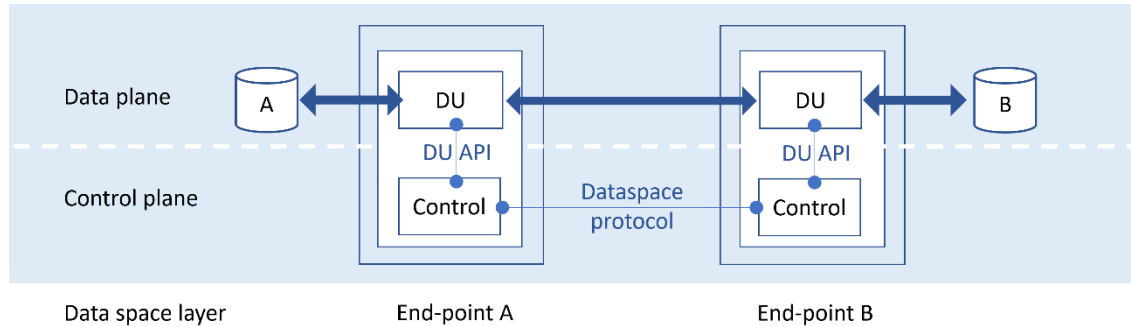 Data plane
A
DU
DU
B
DU API
DU API
Control plane
Control
Dataspace
protocol
Control
Data space layer
End-point A
End-point B